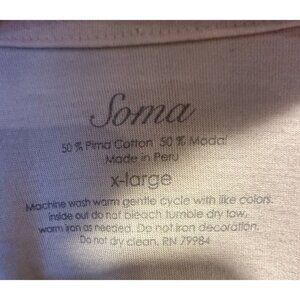 Soma
50 % Pima Cotton 50 % Modal
Made in Peru
x-large
Machine wash warm gentle cycle with like colors.
inside out do not bleach tumble dry low,
warm iron as needed. Do not iron decoration.
Do not dry clean. RN 79984